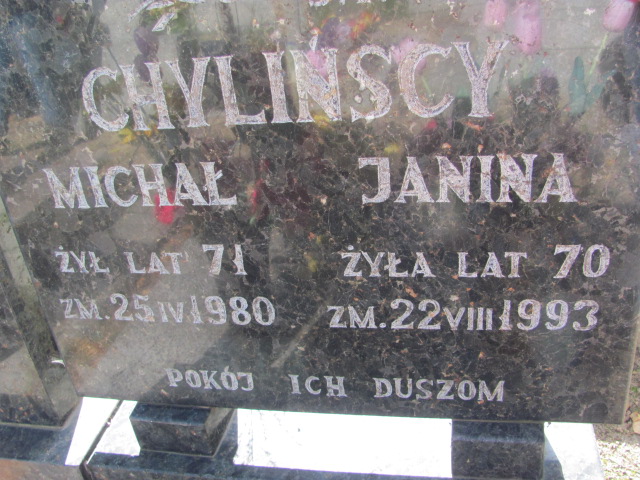 CHYLIŃSCY
MICHAŁ JANINA
ŻYŁ LAT 71 ŻYŁA LAT 70
ZM. 25 IV 1980 ZM. 22 VIII 1993
POKÓJ ICH DUSZOM